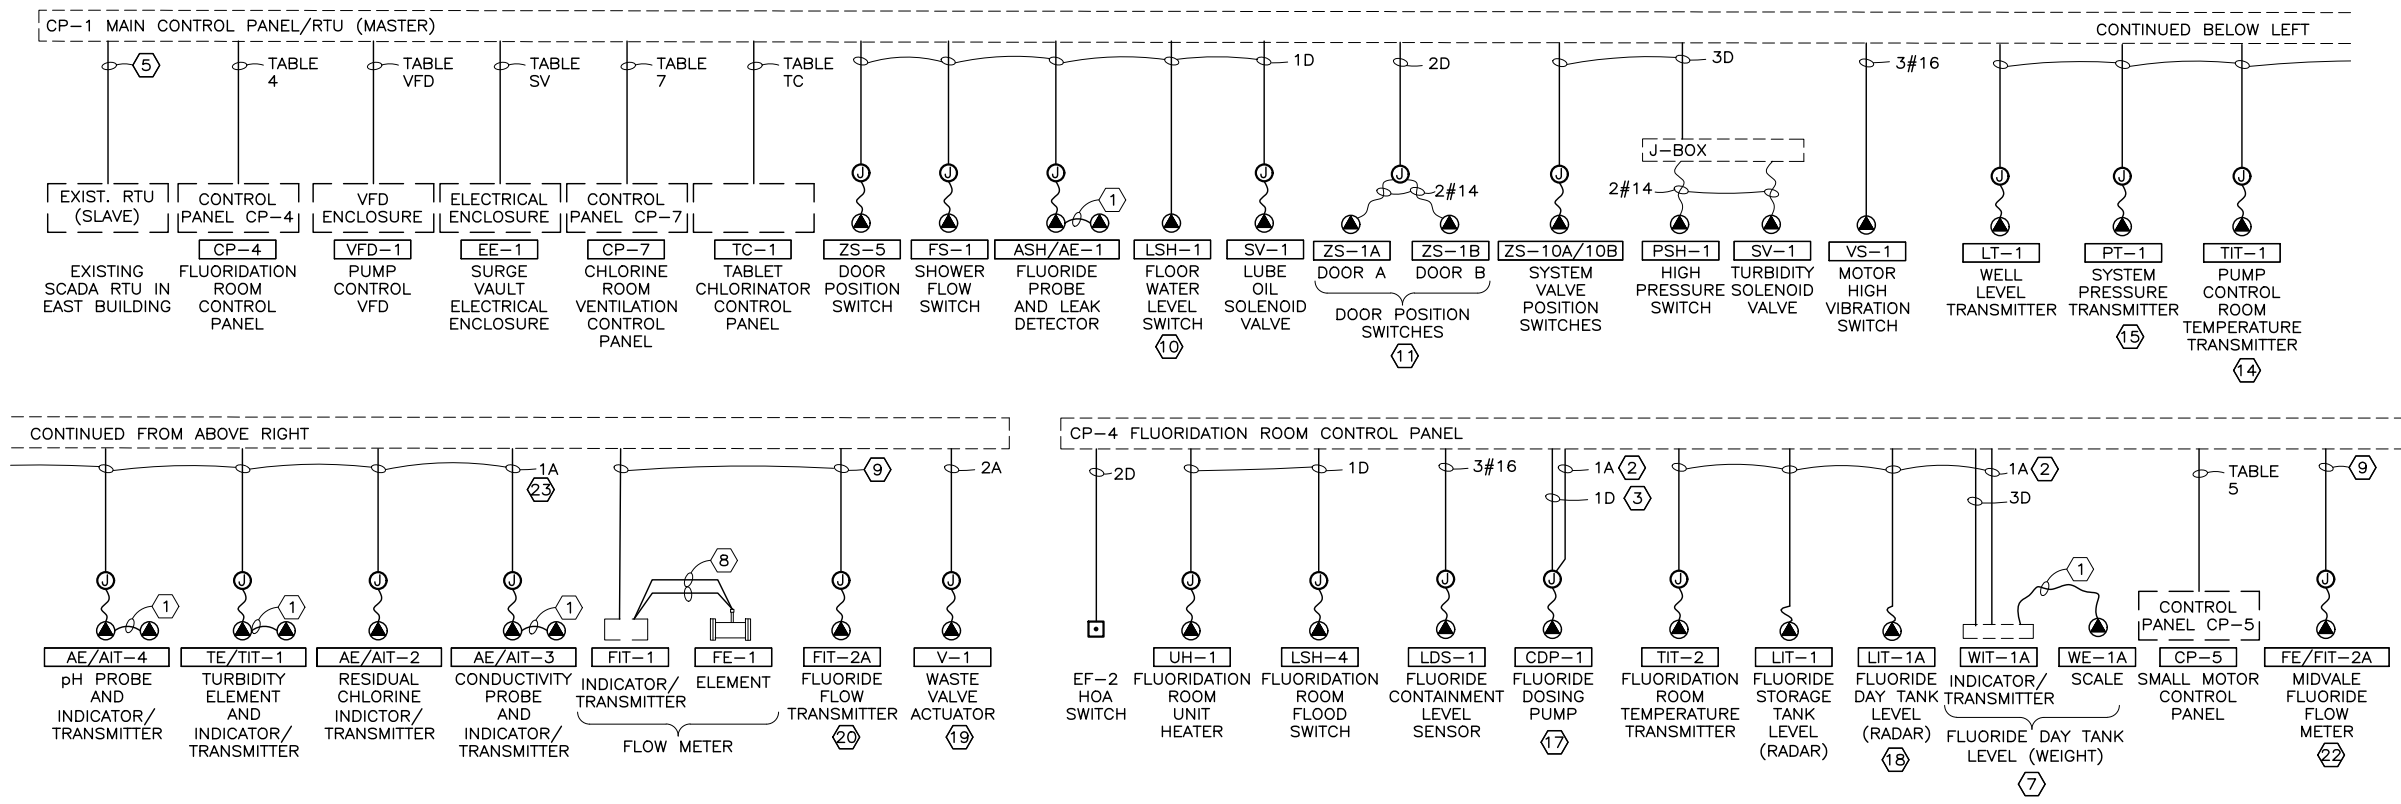 CP-1 MAIN CONTROL PANEL/RTU (MASTER)
CONTINUED BELOW LEFT
5
TABLE
4
TABLE
VFD
TABLE
SV
TABLE
7
TABLE
TC
1D
2D
3D
3#16
J-BOX
J
J
J
J
J
J
J
J
J
2#14
2#14
1
EXIST. RTU
(SLAVE)
CONTROL
PANEL CP-4
VFD
ENCLOSURE
ELECTRICAL
ENCLOSURE
CONTROL
PANEL CP-7
EXISTING
SCADA RTU IN
EAST BUILDING
CP-4
FLUORIDATION
ROOM
CONTROL
PANEL
VFD-1
PUMP
CONTROL
VFD
EE-1
SURGE
VAULT
ELECTRICAL
ENCLOSURE
CP-7
CHLORINE
ROOM
VENTILATION
CONTROL
PANEL
TC-1
TABLET
CHLORINATOR
CONTROL
PANEL
ZS-5
DOOR
POSITION
SWITCH
FS-1
SHOWER
FLOW
SWITCH
ASH/AE-1
FLUORIDE
PROBE
AND LEAK
DETECTOR
LSH-1
FLOOR
WATER
LEVEL
SWITCH
10
SV-1
LUBE
OIL
SOLENOID
VALVE
ZS-1A
DOOR A
ZS-1B
DOOR B
DOOR POSITION
SWITCHES
11
ZS-10A/10B
SYSTEM
VALVE
POSITION
SWITCHES
PSH-1
HIGH
PRESSURE
SWITCH
SV-1
TURBIDITY
SOLENOID
VALVE
VS-1
MOTOR
HIGH
VIBRATION
SWITCH
LT-1
WELL
LEVEL
TRANSMITTER
PT-1
SYSTEM
PRESSURE
TRANSMITTER
15
TIT-1
PUMP
CONTROL
ROOM
TEMPERATURE
TRANSMITTER
14
CONTINUED FROM ABOVE RIGHT
1A
23
9
2A
8
J
J
J
J
J
J
1
1
1
AE/AIT-4
pH PROBE
AND
INDICATOR/
TRANSMITTER
TE/TIT-1
TURBIDITY
ELEMENT
AND
INDICATOR/
TRANSMITTER
AE/AIT-2
RESIDUAL
CHLORINE
INDICTOR/
TRANSMITTER
AE/AIT-3
CONDUCTIVITY
PROBE
AND
INDICATOR/
TRANSMITTER
FIT-1
INDICATOR/
TRANSMITTER
FE-1
ELEMENT
FLOW METER
FIT-2A
FLUORIDE
FLOW
TRANSMITTER
20
V-1
WASTE
VALVE
ACTUATOR
19
CP-4 FLUORIDATION ROOM CONTROL PANEL
2D
1D
3#16
1A 2
1D 3
1A 2
3D
TABLE
5
9
J
J
J
J
J
J
1
CONTROL
PANEL CP-5
EF-2
HOA
SWITCH
UH-1
FLUORIDATION
ROOM
UNIT
HEATER
LSH-4
FLUORIDATION
ROOM
FLOOD
SWITCH
LDS-1
FLUORIDE
CONTAINMENT
LEVEL
SENSOR
CDP-1
FLUORIDE
DOSING
PUMP
17
TIT-2
FLUORIDATION
ROOM
TEMPERATURE
TRANSMITTER
LIT-1
FLUORIDE
STORAGE
TANK
LEVEL
(RADAR)
LIT-1A
FLUORIDE
DAY TANK
LEVEL
(RADAR)
18
WIT-1A
INDICATOR/
TRANSMITTER
WE-1A
SCALE
FLUORIDE DAY TANK
LEVEL (WEIGHT)
7
CP-5
SMALL MOTOR
CONTROL
PANEL
FE/FIT-2A
MIDVALE
FLUORIDE
FLOW
METER
22